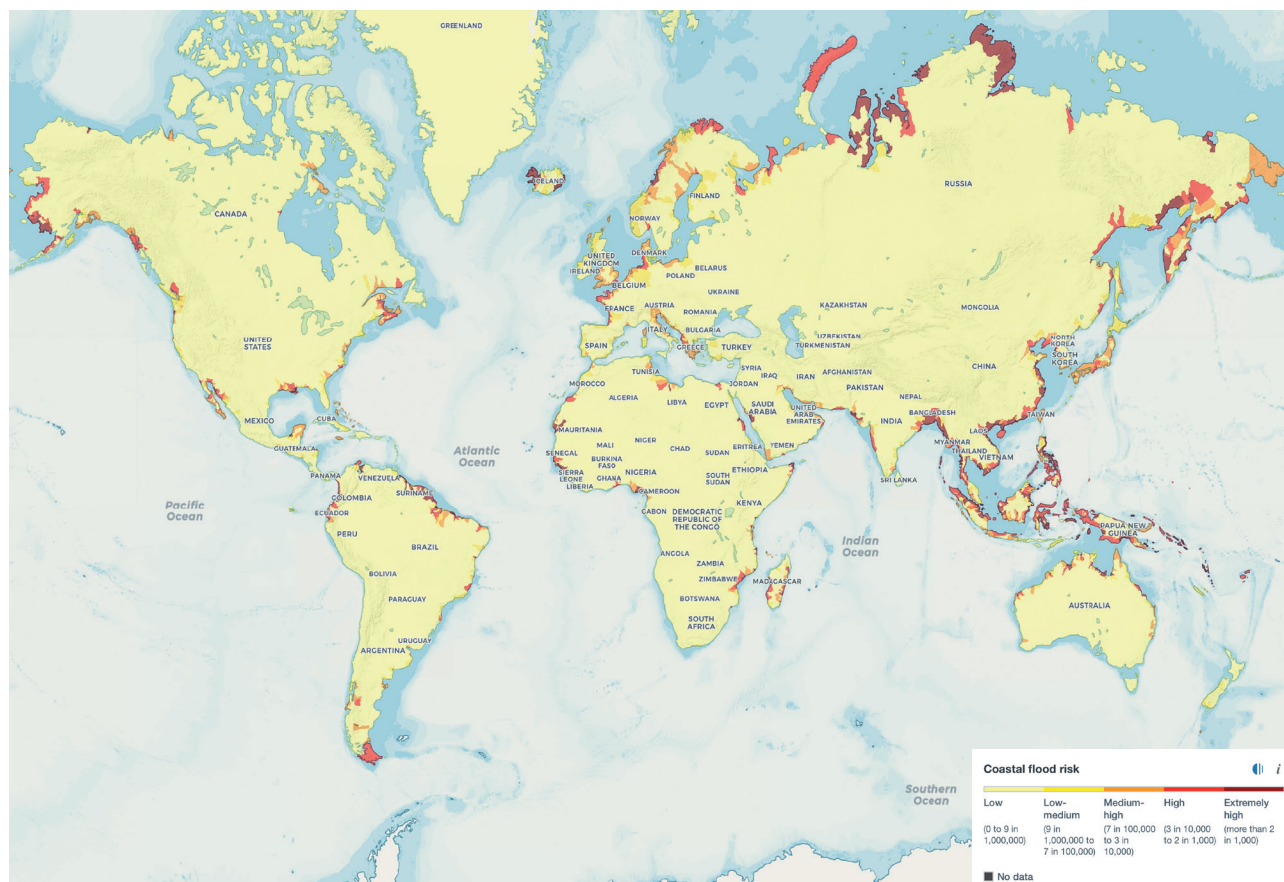 GREENLAND
ICELAND
RUSSIA
CANADA
FINLAND
NORWAY
UNITED
KINGDOM
DENMARK
IRELAND
BELARUS
POLAND
BELGIUM
UKRAINE
FRANCE
AUSTRIA
KAZAKHSTAN
MONGOLIA
ROMANIA
ITALY
BULGARIA
UZBEKISTAN
NORTH
KOREA
UNITED
STATES
SPAIN
GREECE
TURKEY
TURKMENISTAN
SOUTH
KOREA
CHINA
TUNISIA
SYRIA
IRAQ
IRAN
AFGHANISTAN
MOROCCO
JORDAN
PAKISTAN
ALGERIA
LIBYA
EGYPT
NEPAL
SAUDI
ARABIA
UNITED
ARAB
EMIRATES
BANGLADESH
TAIWAN
MEXICO
CUBA
INDIA
MAURITANIA
LAOS
MALI
NIGER
CHAD
SUDAN
ERITREA
YEMEN
MYANMAR
THAILAND
VIETNAM
GUATEMALA
SENEGAL
BURKINA
FASO
Atlantic
Ocean
NIGERIA
SIERRA
LEONE
GHANA
LIBERIA
SOUTH
SUDAN
ETHIOPIA
SRI LANKA
PANAMA
VENEZUELA
CAMEROON
SURINAME
COLOMBIA
KENYA
Pacific
Ocean
ECUADOR
GABON
DEMOCRATIC
REPUBLIC OF
THE CONGO
PAPUA NEW
GUINEA
PERU
BRAZIL
Indian
Ocean
ANGOLA
ZAMBIA
BOLIVIA
ZIMBABWE
MADAGASCAR
PARAGUAY
BOTSWANA
AUSTRALIA
SOUTH
AFRICA
URUGUAY
ARGENTINA
Southern
Ocean
Coastal flood risk
i
Low
Low-
medium
Medium-
high
High
Extremely
high
(0 to 9 in
1,000,000)
(9 in
1,000,000 to
7 in 100,000)
(7 in 100,000
to 3 in
10,000)
(3 in 10,000
to 2 in 1,000)
(more than 2
in 1,000)
No data